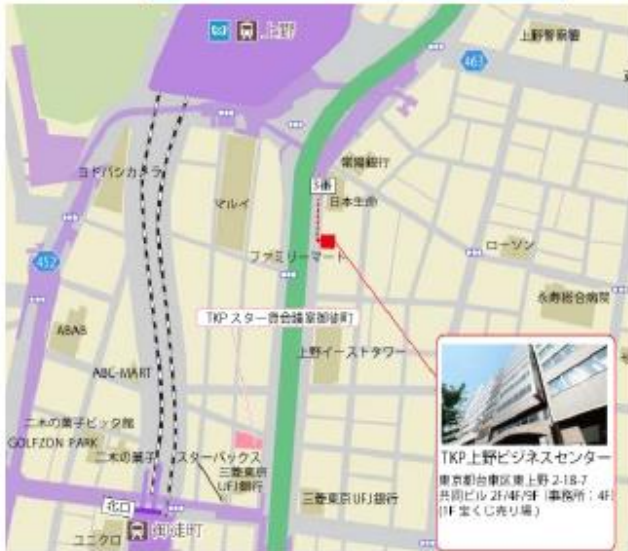 上野
上野警察署
463
常陽銀行
ヨドバシカメラ
3番
日本生命
マルイ
ローソン
ファミリーマート
452
永寿総合病院
TKPスター貸会議室御徒町
ABAB
上野イーストタワー
ABC-MART
二木の菓子ビック館
GOLFZON PARK
二木の菓子
スターバックス
三菱東京
UFJ銀行
三菱東京UFJ銀行
北口
御徒町
ユニクロ
TKP上野ビジネスセンター
東京都台東区東上野 2-18-7
共同ビル 2F/4F/9F (事務所:4F)
(1F 宝くじ売り場)